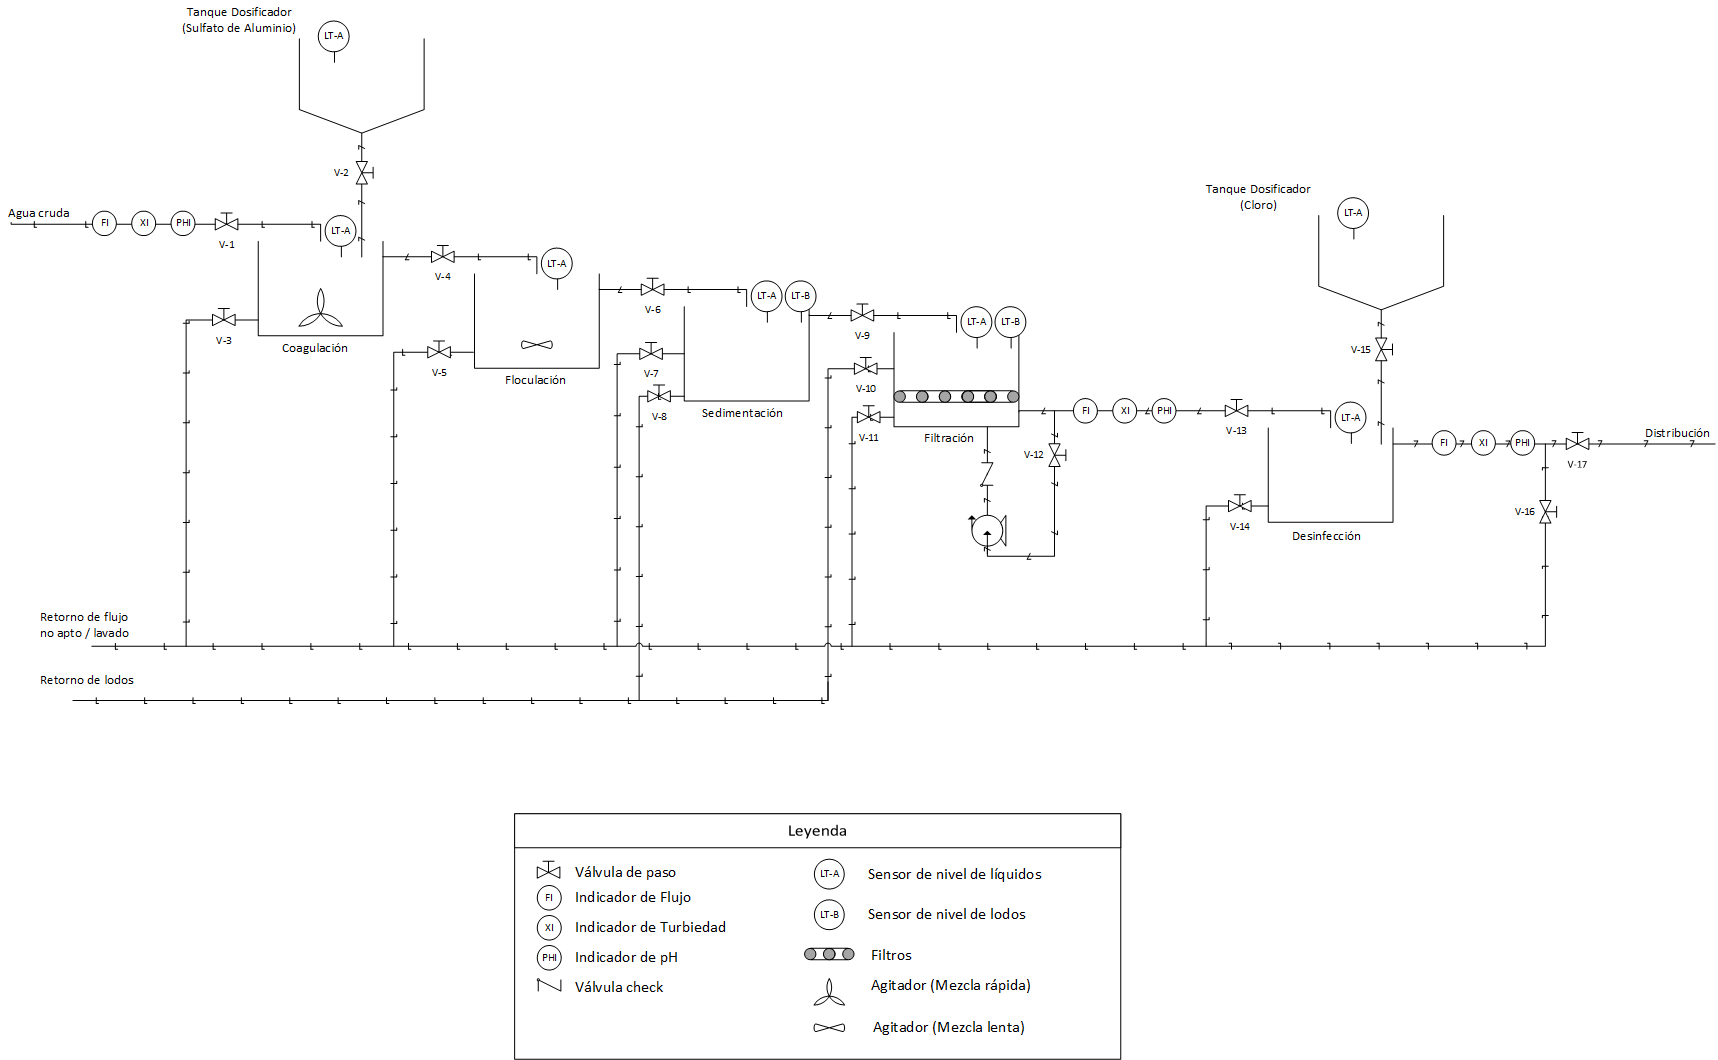 Tanque Dosificador
(Sulfato de Aluminio)
LT-A
V-2
Agua cruda
FI
XI
PHI
V-1
LT-A
V-3
Coagulación
V-4
LT-A
V-5
Floculación
V-6
LT-A
LT-B
V-7
V-8
Sedimentación
V-9
LT-A
LT-B
V-10
V-11
Filtración
V-12
FI
XI
PHI
V-13
Tanque Dosificador
(Cloro)
LT-A
V-15
LT-A
V-14
Desinfección
FI
XI
PHI
V-16
V-17
Distribución
Retorno de flujo
no apto / lavado
Retorno de lodos
Leyenda
Válvula de paso
FI
Indicador de Flujo
XI
Indicador de Turbiedad
PHI
Indicador de pH
Válvula check
LT-A
Sensor de nivel de líquidos
LT-B
Sensor de nivel de lodos
Filtros
Agitador (Mezcla rápida)
Agitador (Mezcla lenta)